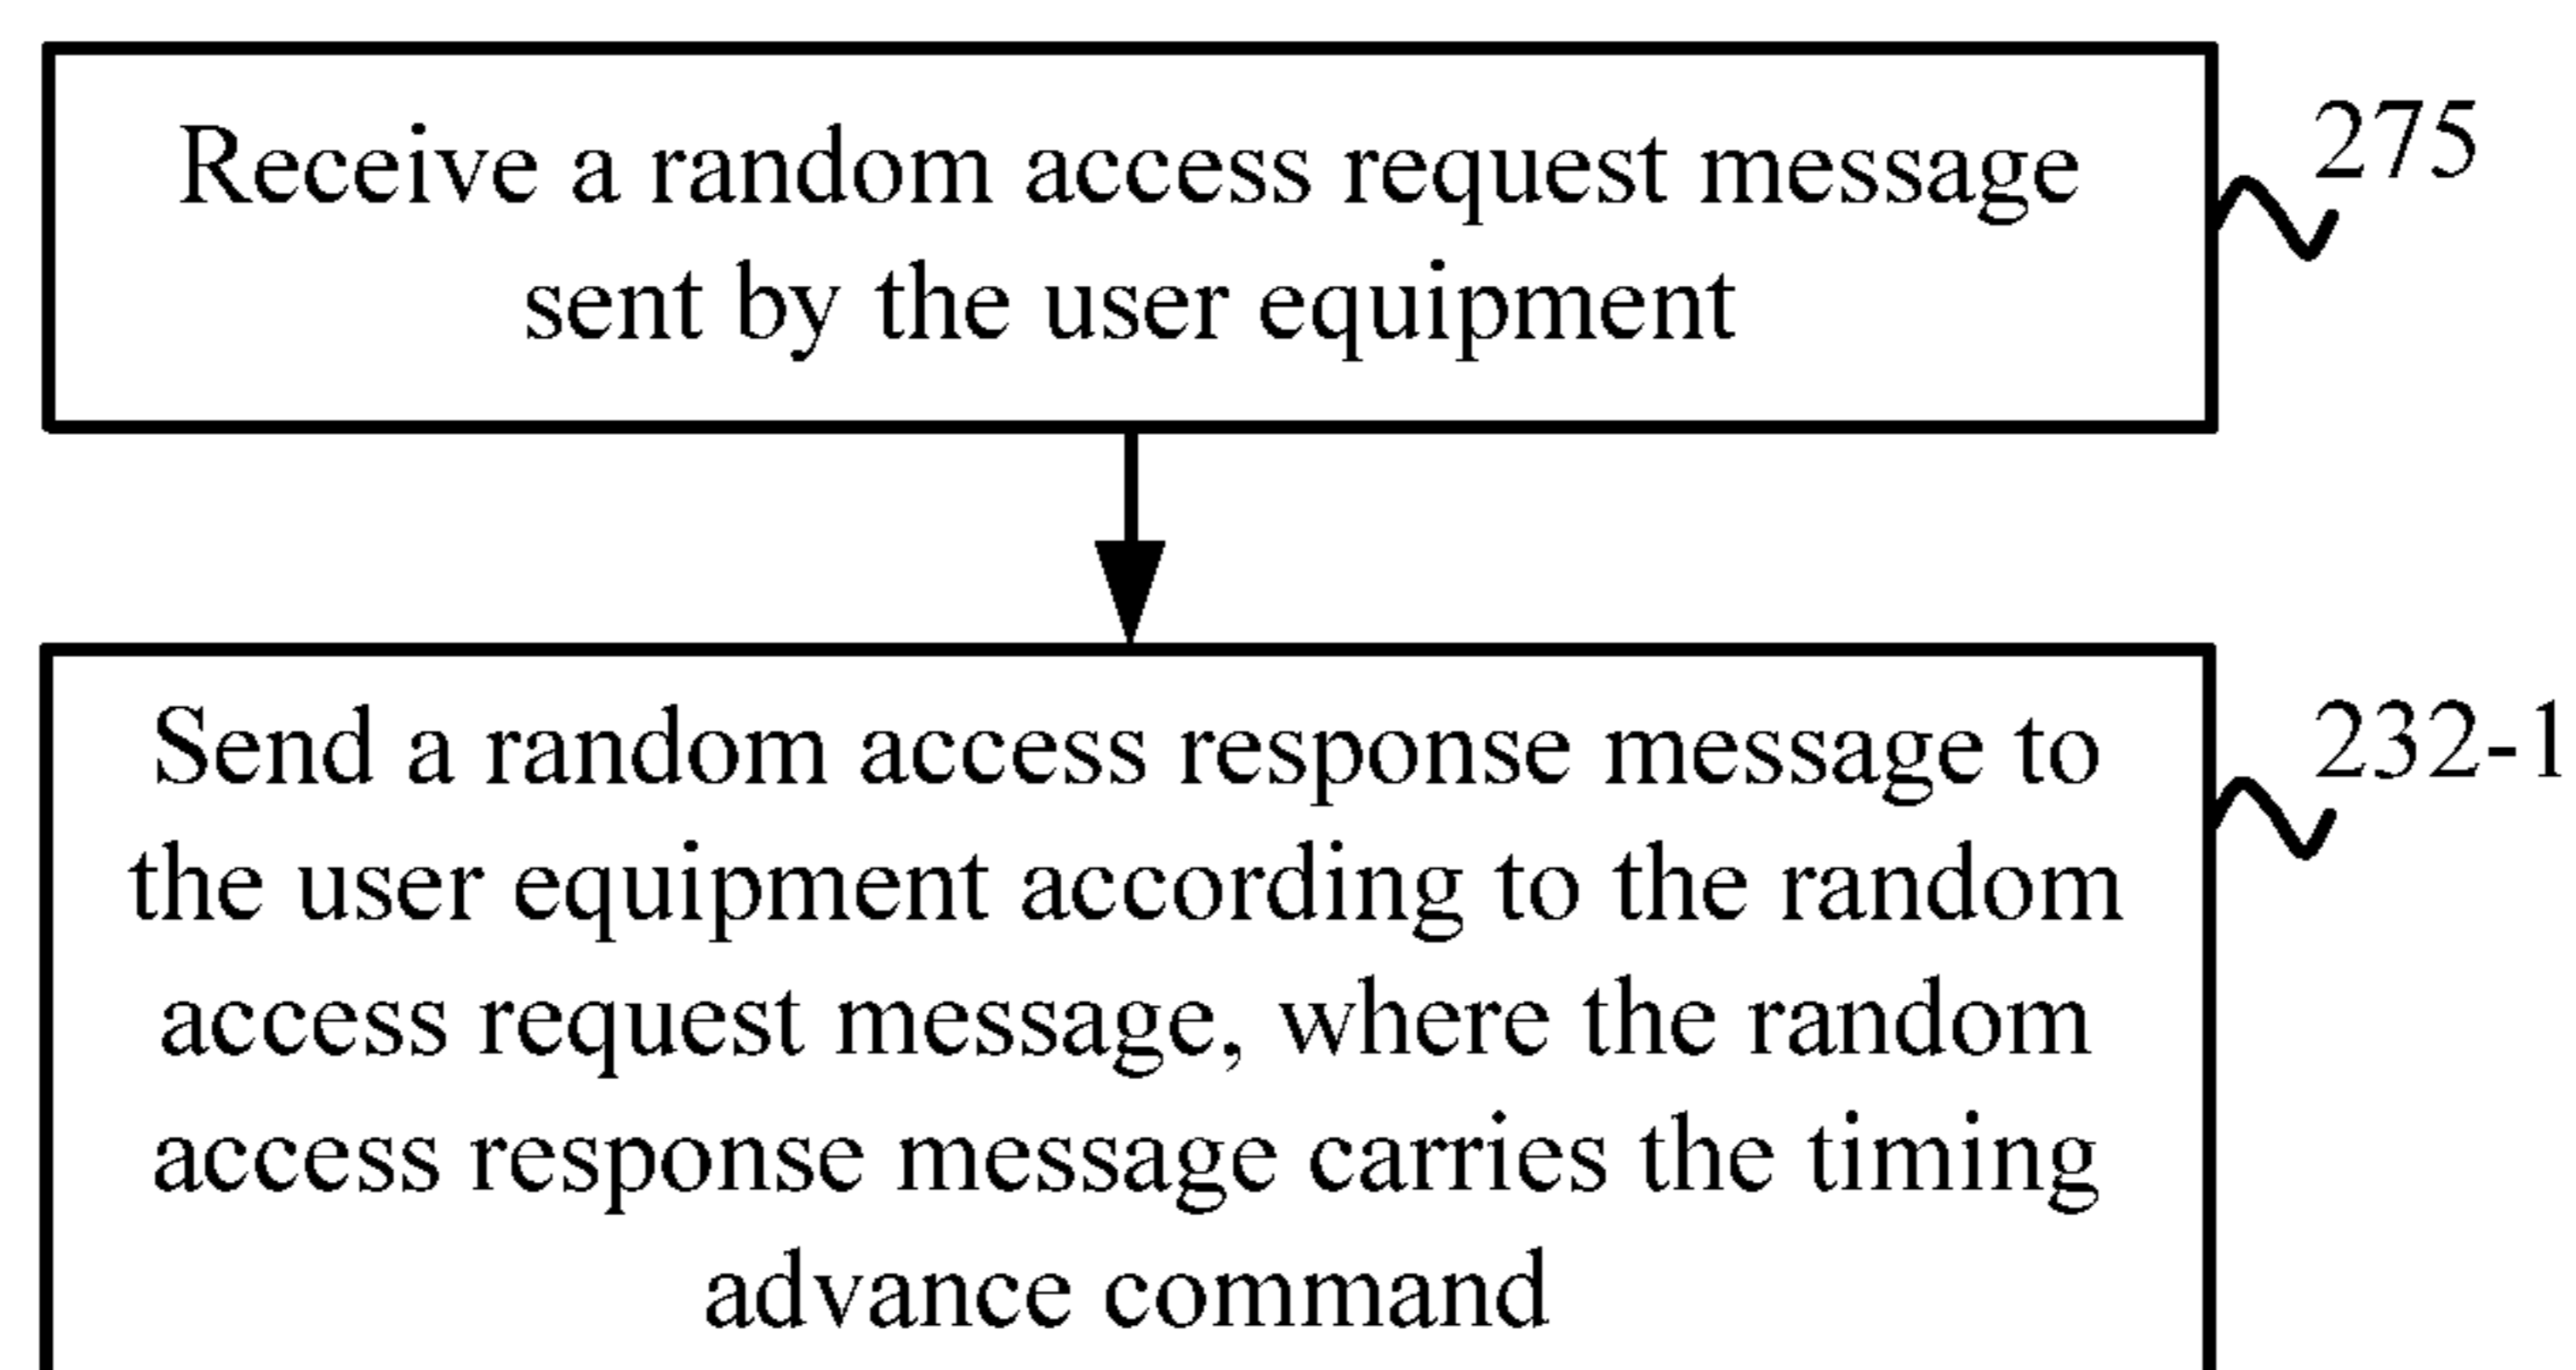 Receive a random access request message
sent by the user equipment
275
Send a random access response message to
the user equipment according to the random
access request message, where the random
access response message carries the timing
advance command
232-1